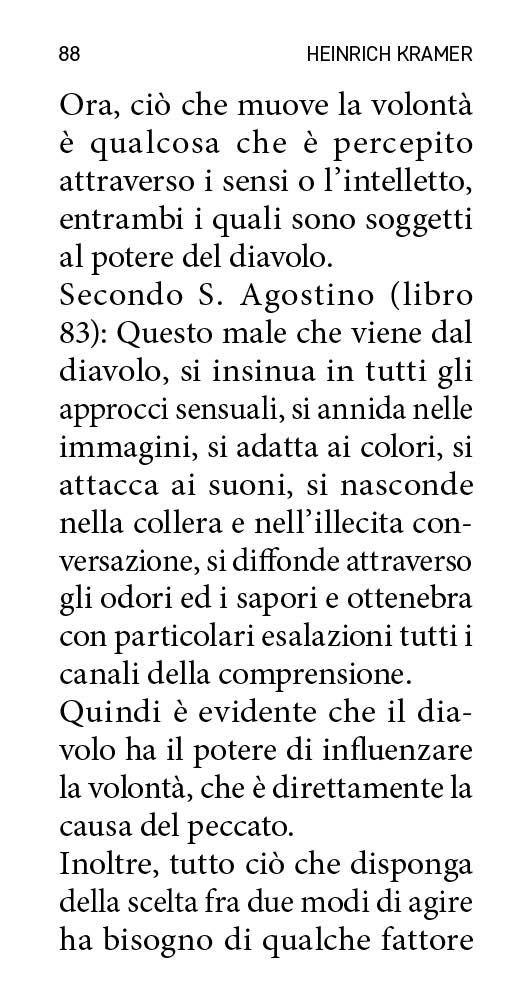 88 HEINRICH KRAMER
Ora, ciò che muove la volontà
è qualcosa che è percepito
attraverso i sensi o l’intelletto,
entrambi i quali sono soggetti
al potere del diavolo.
Secondo S. Agostino (libro
83): Questo male che viene dal
diavolo, si insinua in tutti gli
approcci sensuali, si annida nelle
immagini, si adatta ai colori, si
attacca ai suoni, si nasconde
nella collera e nell’illecita con-
versazione, si diffonde attraverso
gli odori ed i sapori e ottenebra
con particolari esalazioni tutti i
canali della comprensione.
Quindi è evidente che il dia-
volo ha il potere di influenzare
la volontà, che è direttamente la
causa del peccato.
Inoltre, tutto ciò che disponga
della scelta fra due modi di agire
ha bisogno di qualche fattore